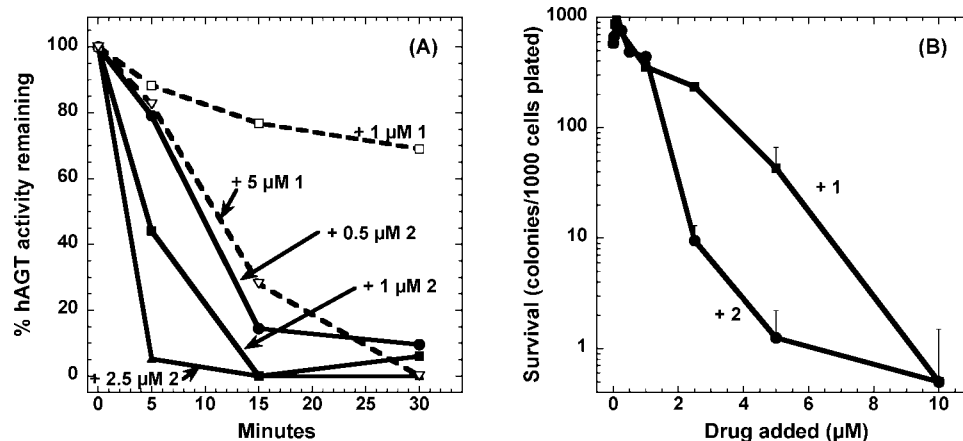 (A)
% hAGT activity remaining
100
80
60
40
20
0
+ 1 µM 1
+ 5 µM 1
+ 0.5 µM 2
+ 1 µM 2
+ 2.5 µM 2
0 5 10 15 20 25 30
Minutes
(B)
Survival (colonies/1000 cells plated)
1000
100
10
1
+ 1
+ 2
0 2 4 6 8 10
Drug added (µM)